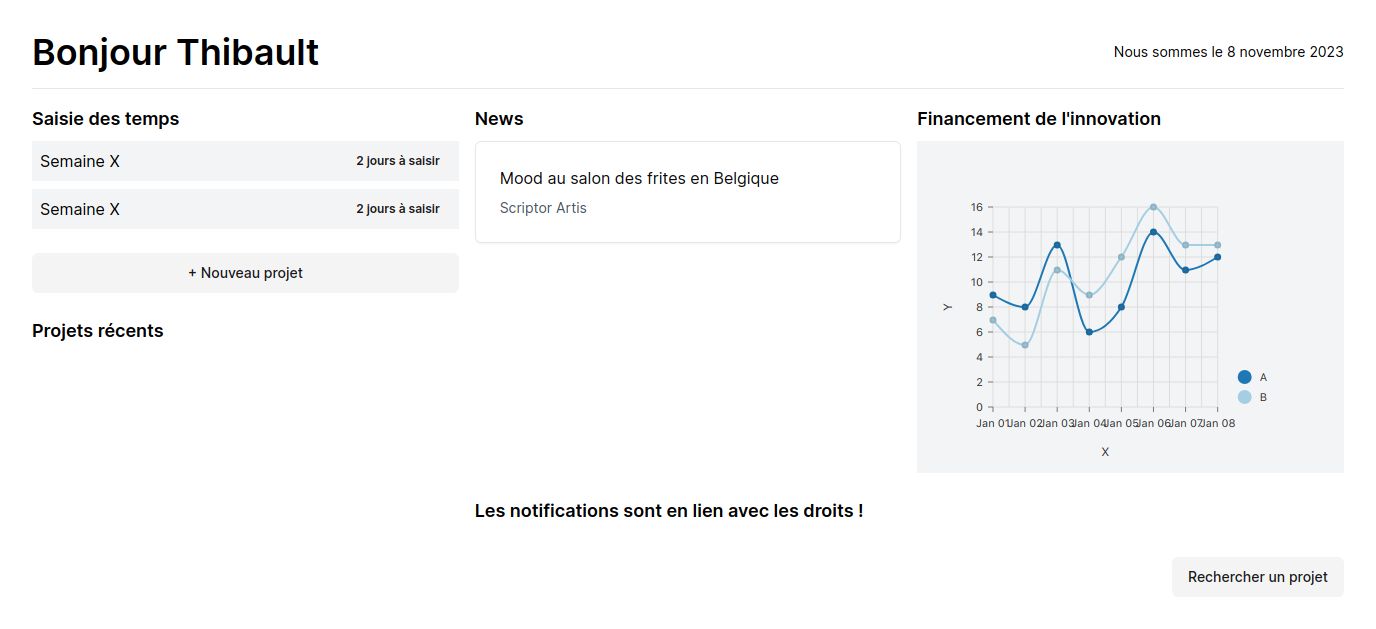 Bonjour Thibault
Nous sommes le 8 novembre 2023
Saisie des temps
Semaine X
2 jours à saisir
Semaine X
2 jours à saisir
+ Nouveau projet
Projets récents
News
Mood au salon des frites en Belgique
Scriptor Artis
Les notifications sont en lien avec les droits !
Financement de l'innovation
16
14
12
10
8
6
4
2
0
Y
Jan 01 Jan 02 Jan 03 Jan 04 Jan 05 Jan 06 Jan 07 Jan 08
X
A
B
Rechercher un projet